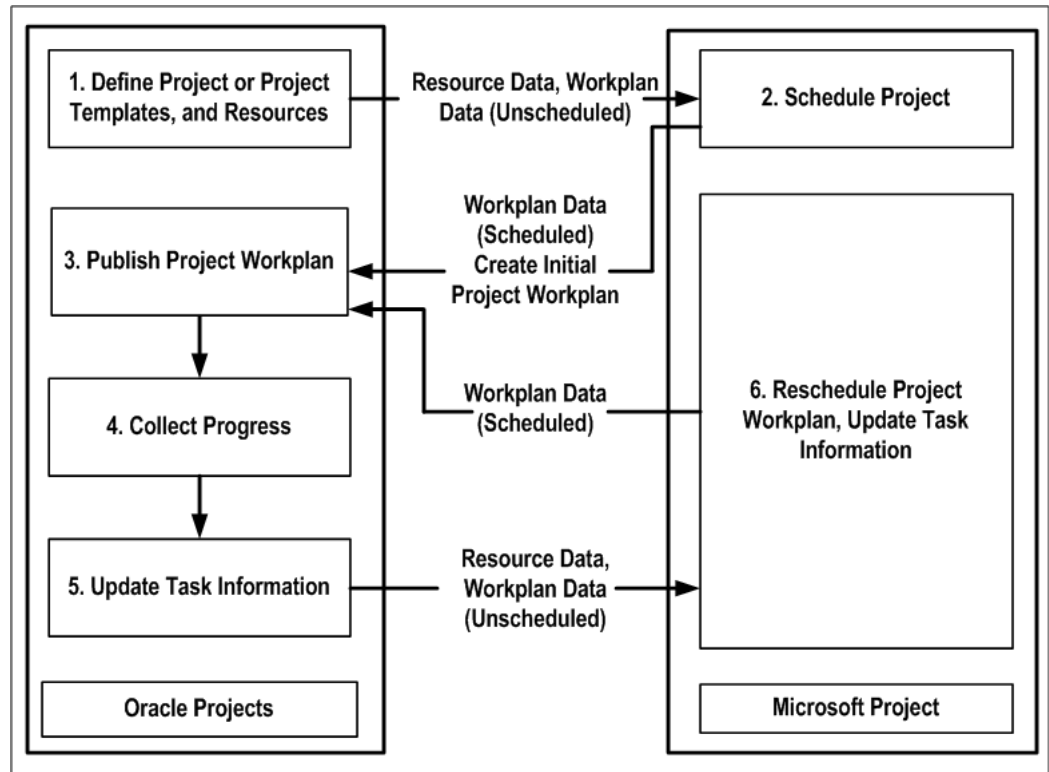 1. Define Project or Project
Templates, and Resources
Resource Data, Workplan
Data (Unscheduled)
2. Schedule Project
Workplan Data
(Scheduled)
Create Initial
Project Workplan
3. Publish Project Workplan
4. Collect Progress
Workplan Data
(Scheduled)
6. Reschedule Project
Workplan, Update Task
Information
5. Update Task Information
Resource Data,
Workplan Data
(Unscheduled)
Oracle Projects
Microsoft Project